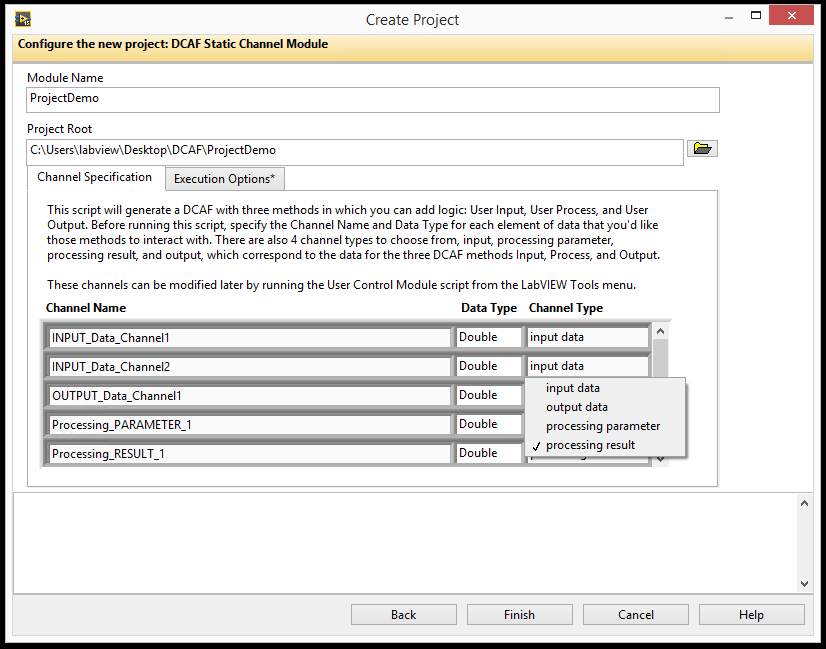 Create Project
Configure the new project: DCAF Static Channel Module
Module Name
ProjectDemo
Project Root
C:\Users\labview\Desktop\DCAF\ProjectDemo
Channel Specification
Execution Options*
This script will generate a DCAF with three methods in which you can add logic: User Input, User Process, and User
Output. Before running this script, specify the Channel Name and Data Type for each element of data that you'd like
those methods to interact with. There are also 4 channel types to choose from, input, processing parameter,
processing result, and output, which correspond to the data for the three DCAF methods Input, Process, and Output.
These channels can be modified later by running the User Control Module script from the LabVIEW Tools menu.
Channel Name Data Type Channel Type
INPUT_Data_Channel1 Double input data
INPUT_Data_Channel2 Double input data
OUTPUT_Data_Channel1 Double
Processing_PARAMETER_1 Double
Processing_RESULT_1 Double
input data
output data
processing parameter
✓ processing result
Back Finish Cancel Help